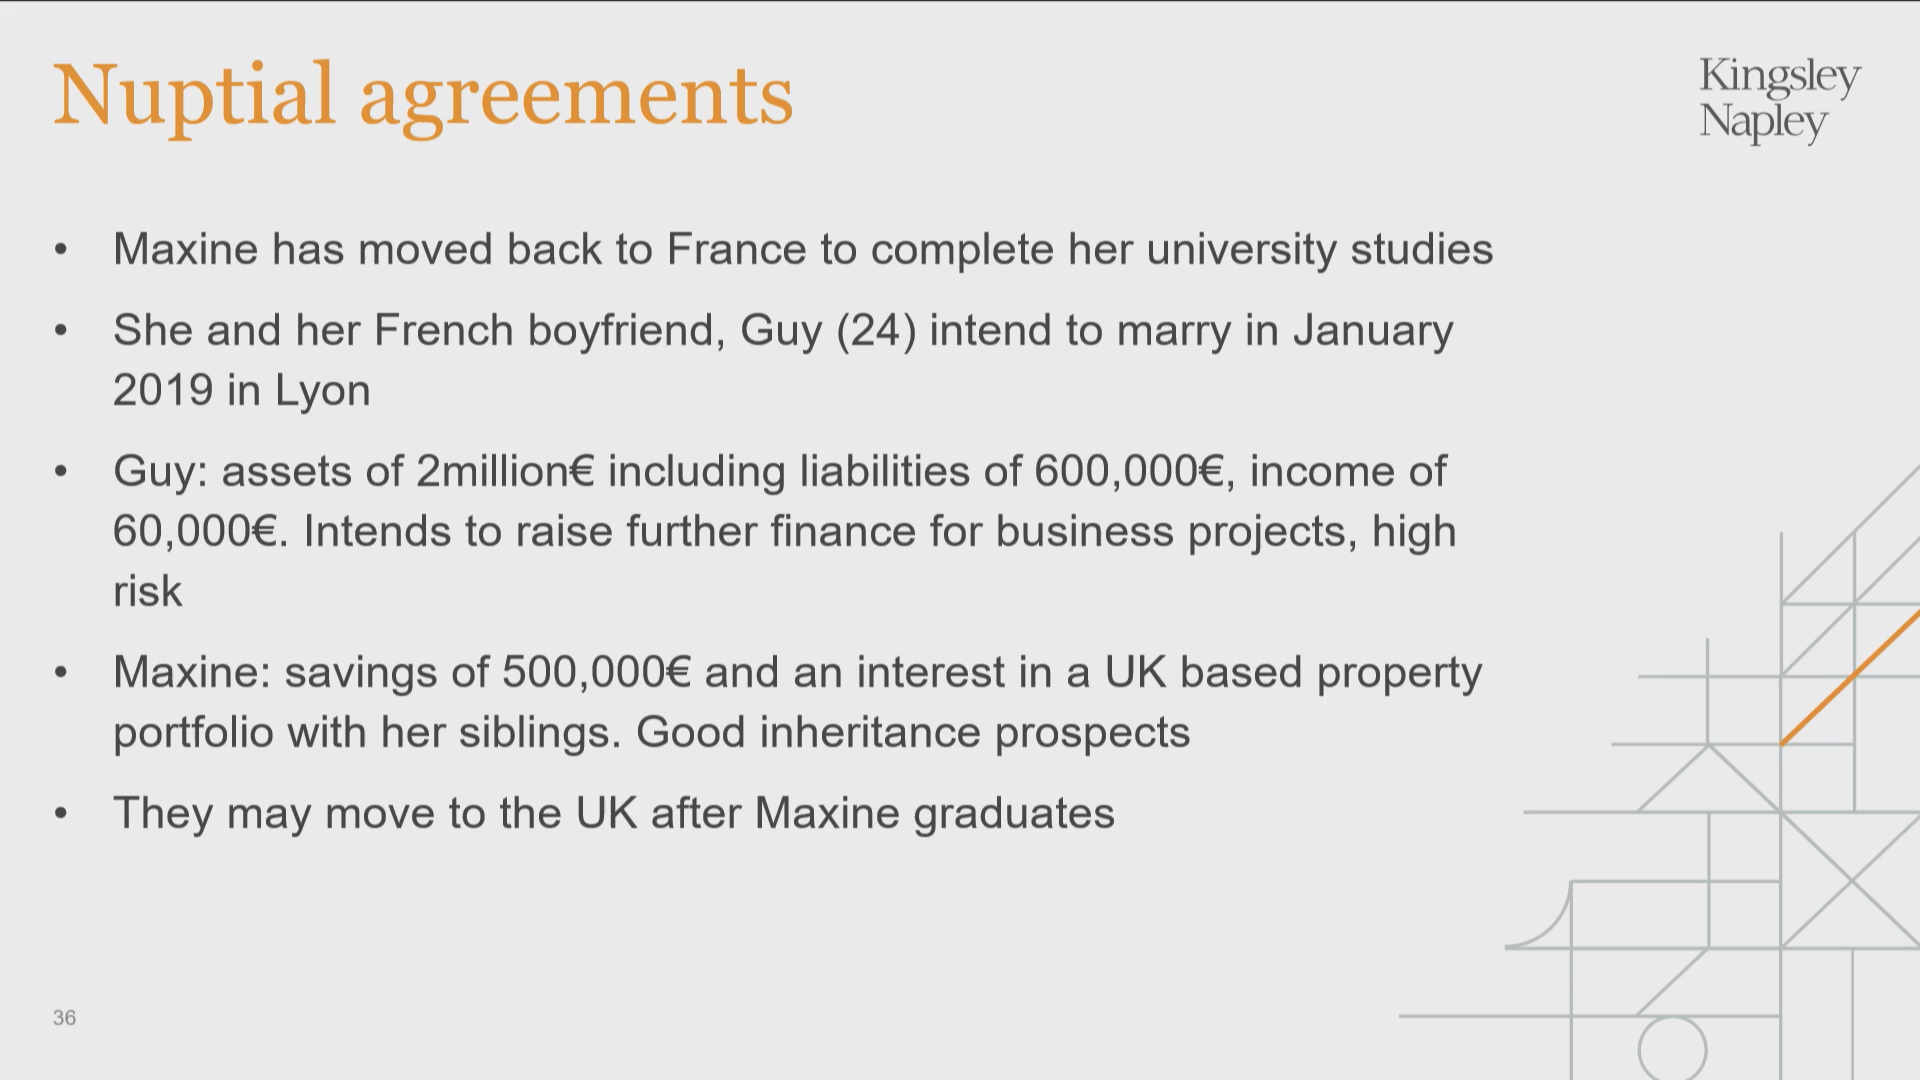 Nuptial agreements
Kingsley
Napley
• Maxine has moved back to France to complete her university studies
• She and her French boyfriend, Guy (24) intend to marry in January
2019 in Lyon
• Guy: assets of 2million€ including liabilities of 600,000€, income of
60,000€. Intends to raise further finance for business projects, high
risk
• Maxine: savings of 500,000€ and an interest in a UK based property
portfolio with her siblings. Good inheritance prospects
• They may move to the UK after Maxine graduates
36